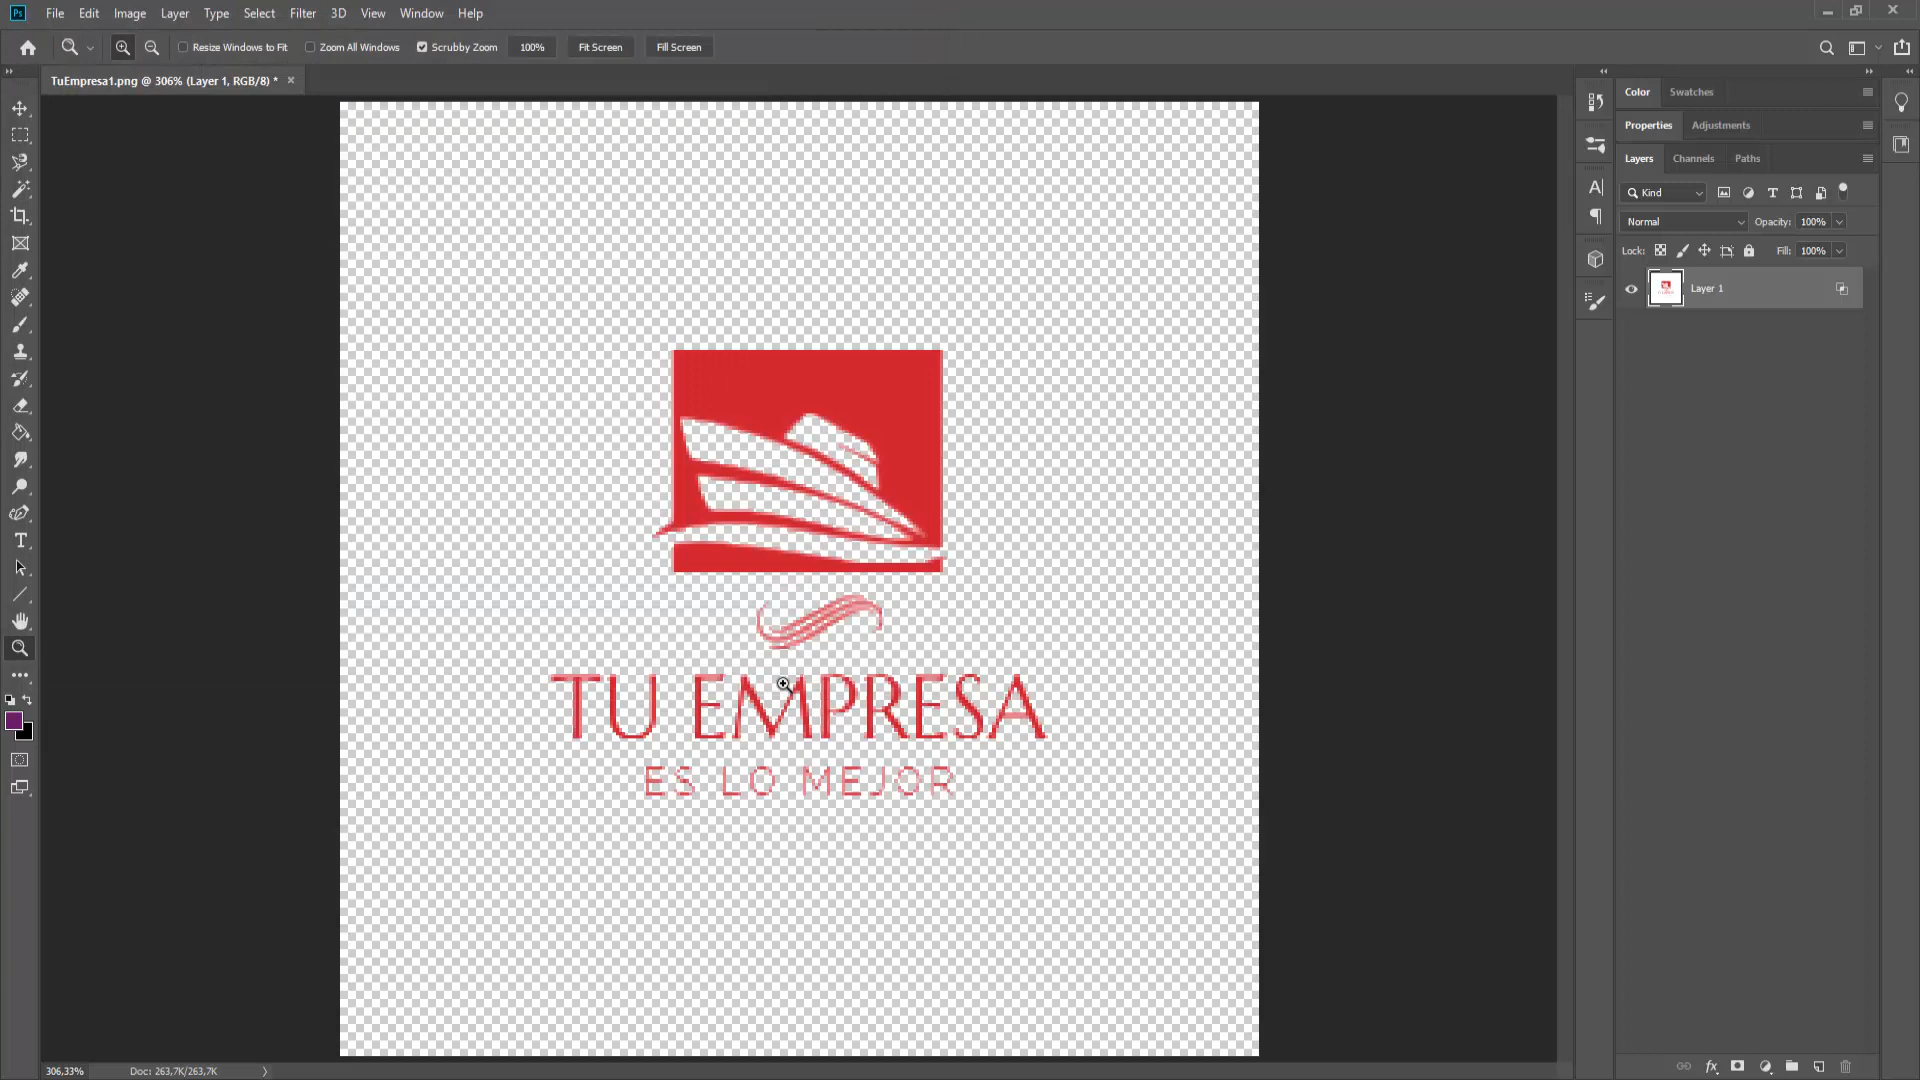 Ps File Edit Image Layer Type Select Filter 3D View Window Help
Resize Windows to Fit Zoom All Windows Scrubby Zoom 100% Fit Screen Fill Screen
TuEmpresa1.png @ 306% (Layer 1, RGB/8) * ×
Color Swatches
Properties Adjustments
Layers Channels Paths
Kind
Normal Opacity: 100%
Lock: Fill: 100%
Layer 1
TU EMPRESA
ES LO MEJOR
306,33% Doc: 263,7K/263,7K